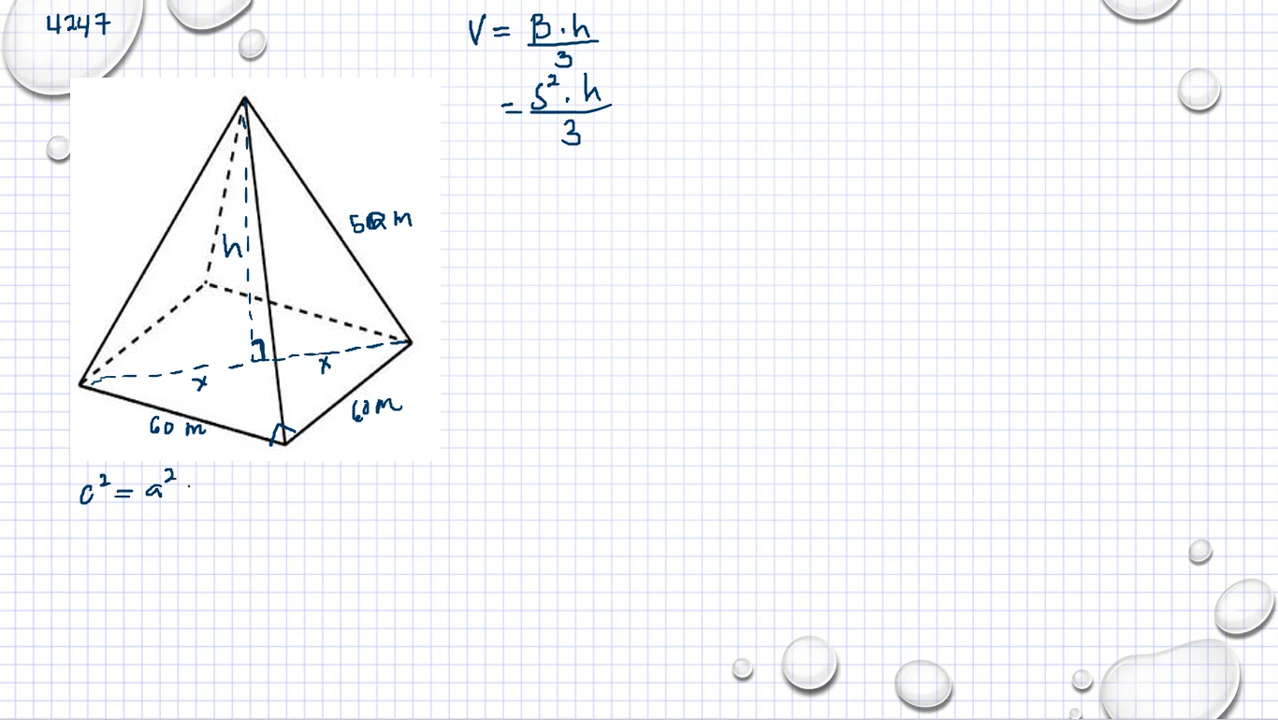 4247
V = B·h/3
= s²·h/3
h
m
x
x
60 m
60 m
c² = a²